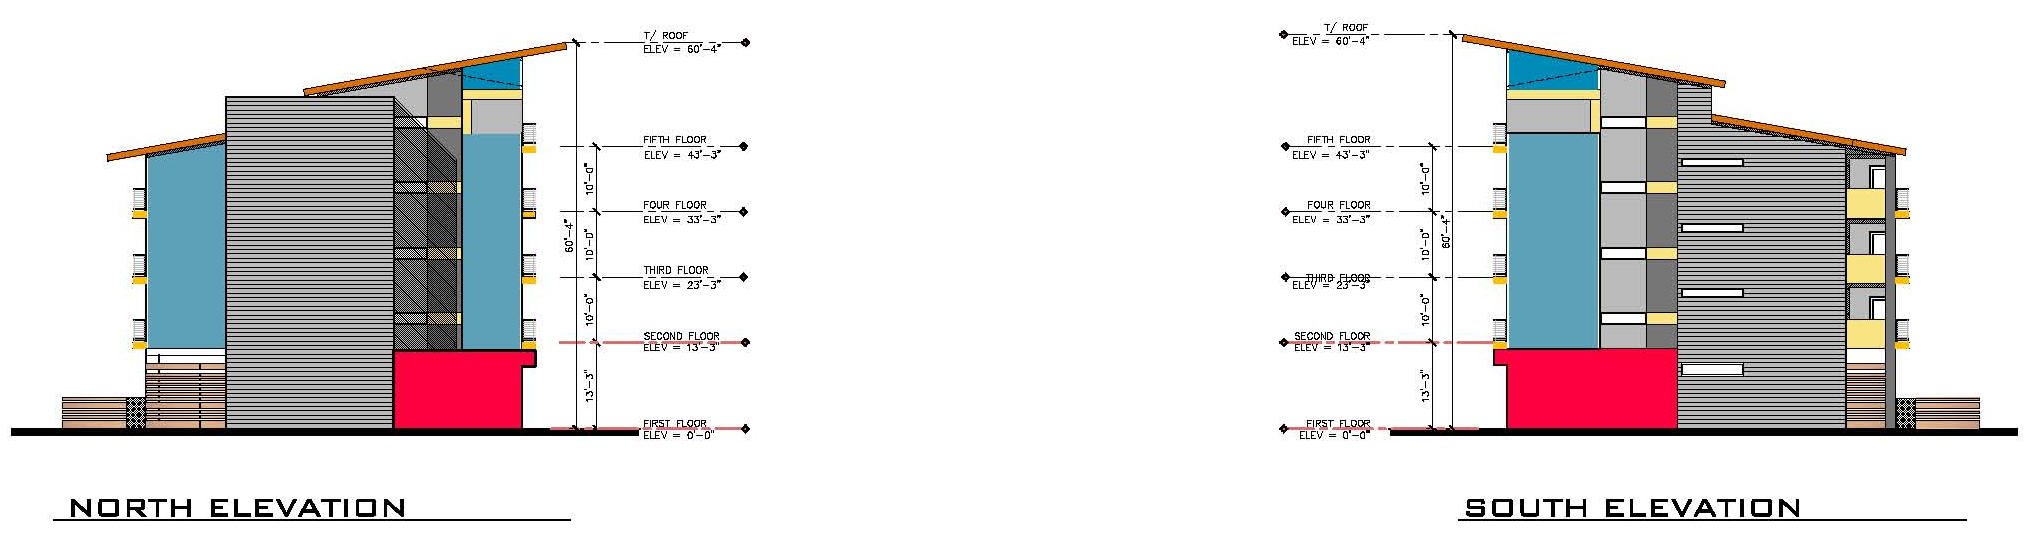 T/ ROOF
ELEV = 60'-4"
FIFTH FLOOR
ELEV = 43'-3"
10'-0"
FOUR FLOOR
ELEV = 33'-3"
60'-4"
10'-0"
THIRD FLOOR
ELEV = 23'-3"
10'-0"
SECOND FLOOR
ELEV = 13'-3"
13'-3"
FIRST FLOOR
ELEV = 0'-0"
NORTH ELEVATION
T/ ROOF
ELEV = 60'-4"
FIFTH FLOOR
ELEV = 43'-3"
10'-0"
FOUR FLOOR
ELEV = 33'-3"
60'-4"
10'-0"
THIRD FLOOR
ELEV = 23'-3"
10'-0"
SECOND FLOOR
ELEV = 13'-3"
13'-3"
FIRST FLOOR
ELEV = 0'-0"
SOUTH ELEVATION